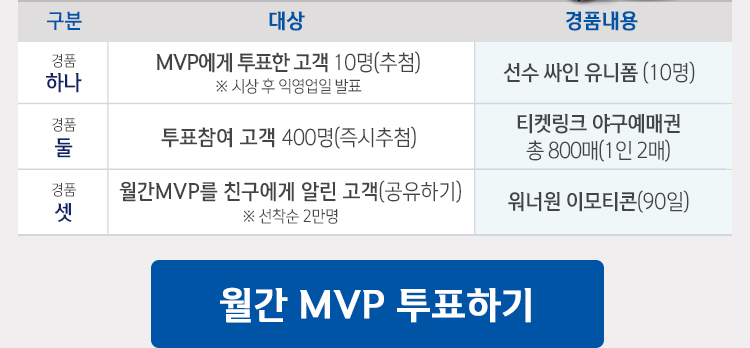 구분 대상 경품내용
경품
하나
MVP에게 투표한 고객 10명(추첨)
※ 시상 후 익영업일 발표
선수 싸인 유니폼 (10명)
경품
둘
투표참여 고객 400명(즉시추첨)
티켓링크 야구예매권
총 800매(1인 2매)
경품
셋
월간MVP를 친구에게 알린 고객(공유하기)
※ 선착순 2만명
워너원 이모티콘(90일)
월간 MVP 투표하기